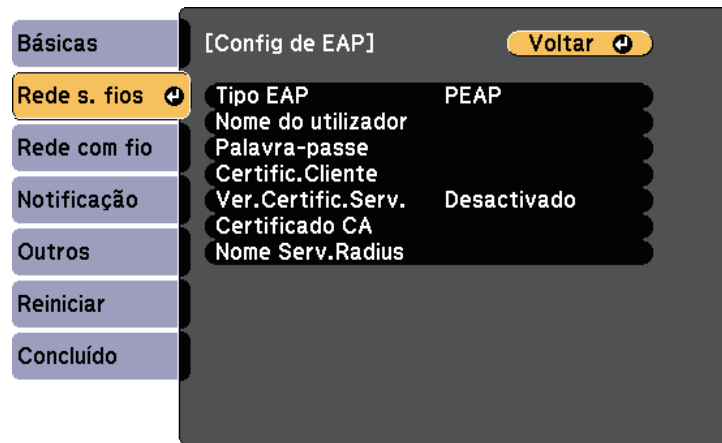 Básicas
Rede s. fios
Rede com fio
Notificação
Outros
Reiniciar
Concluído
[Config de EAP] Voltar
Tipo EAP PEAP
Nome do utilizador
Palavra-passe
Certific.Cliente
Ver.Certific.Serv. Desactivado
Certificado CA
Nome Serv.Radius